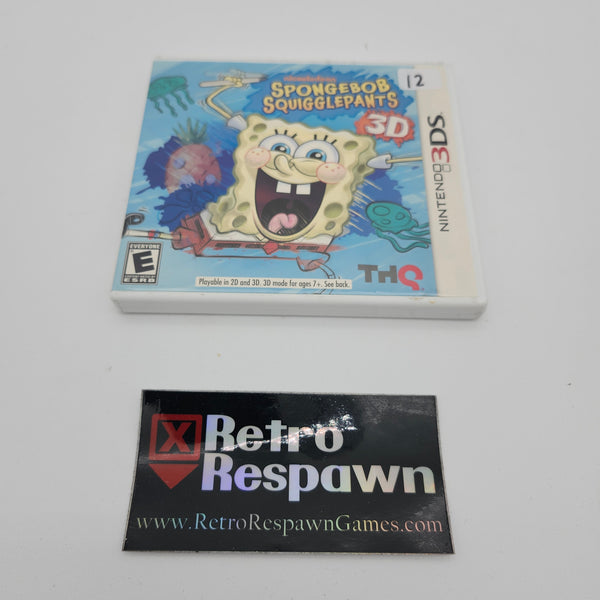 nickelodeon
SPONGEBOB
SQUIGGLEPANTS
3D
12
NINTENDO 3DS
EVERYONE
E
ESRB
Playable in 2D and 3D. 3D mode for ages 7+. See back.
THQ
X
Retro
Respawn
www.RetroRespawnGames.com